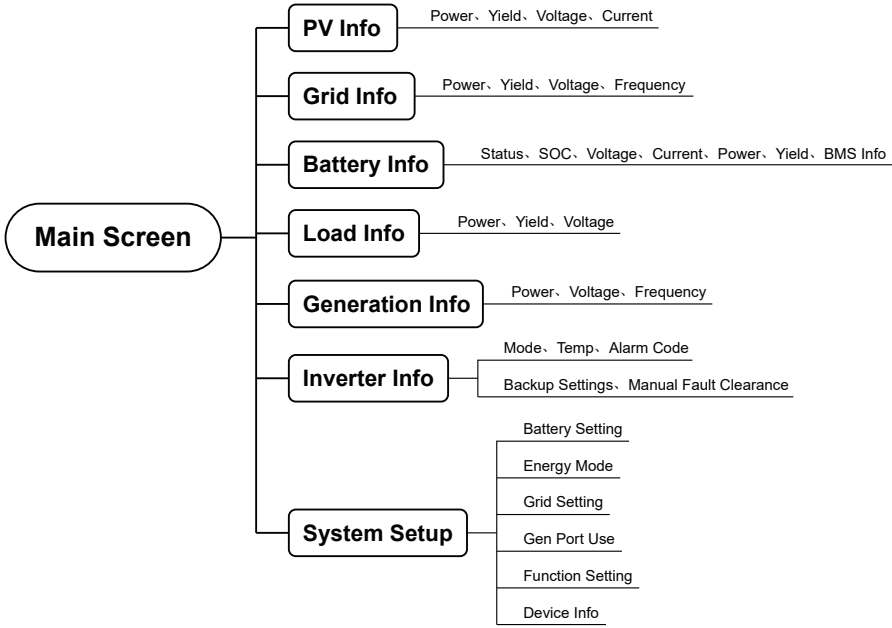 PV Info
Power、Yield、Voltage、Current
Grid Info
Power、Yield、Voltage、Frequency
Battery Info
Status、SOC、Voltage、Current、Power、Yield、BMS Info
Main Screen
Load Info
Power、Yield、Voltage
Generation Info
Power、Voltage、Frequency
Inverter Info
Mode、Temp、Alarm Code
Backup Settings、Manual Fault Clearance
System Setup
Battery Setting
Energy Mode
Grid Setting
Gen Port Use
Function Setting
Device Info